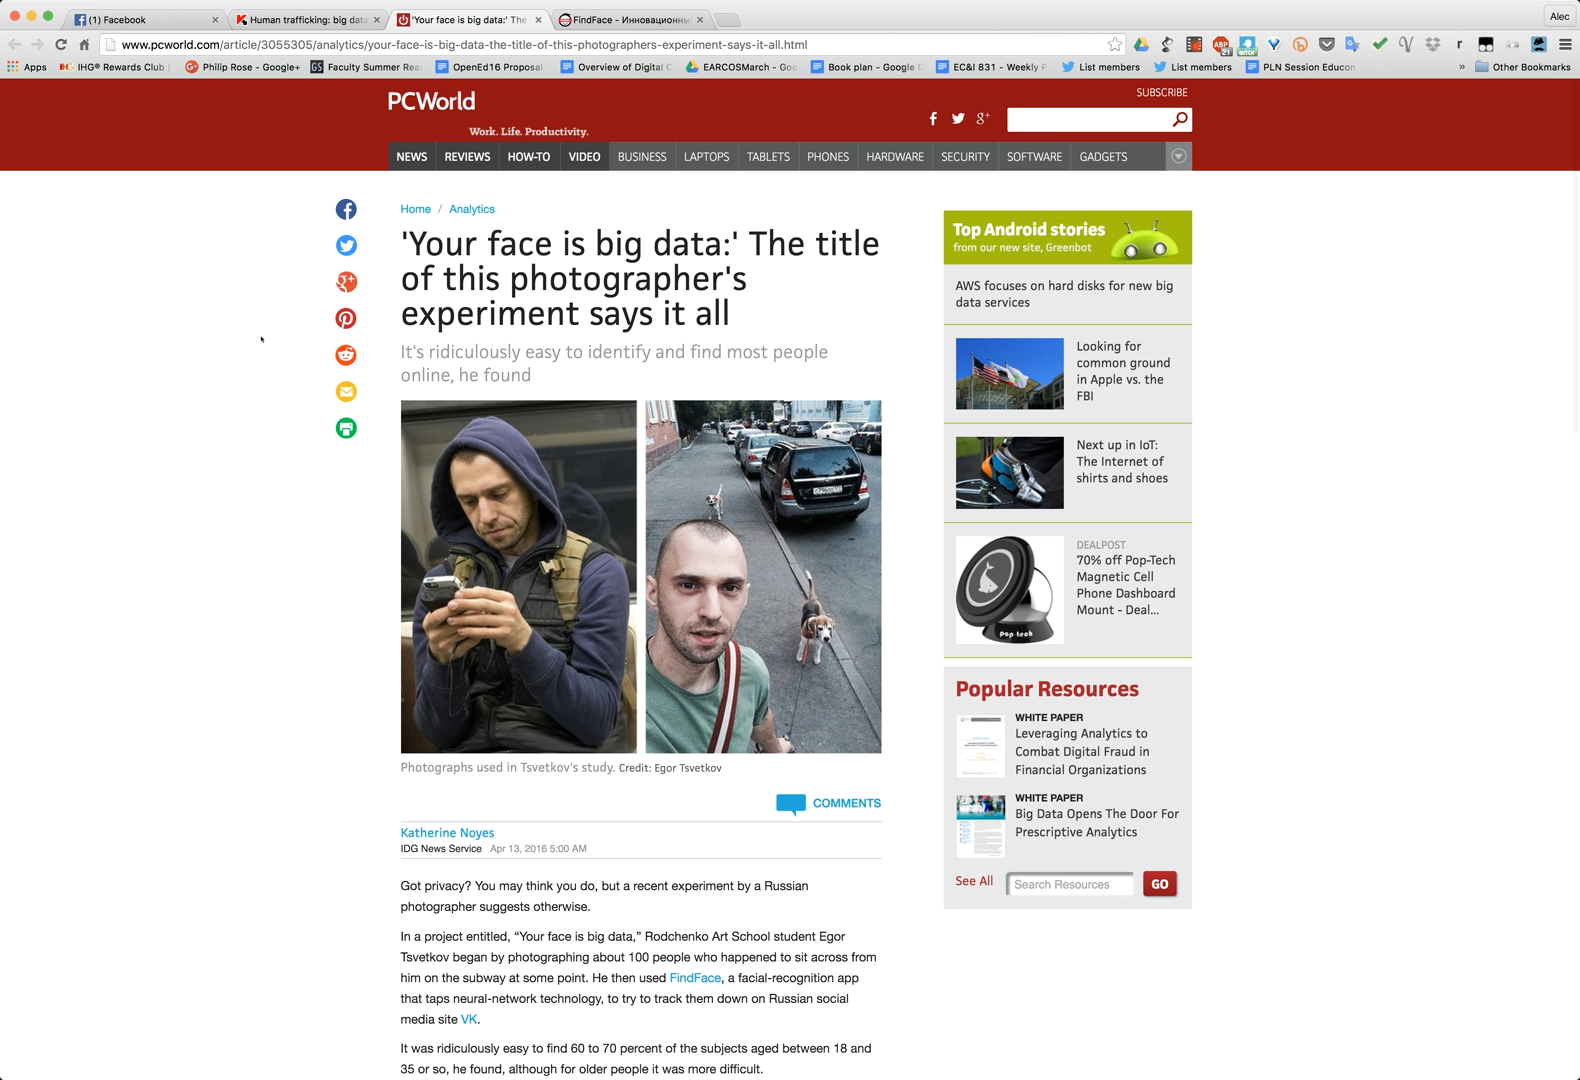 (1) Facebook
Human trafficking: big data
'Your face is big data:' The
FindFace - Инновационны
Alec
www.pcworld.com/article/3055305/analytics/your-face-is-big-data-the-title-of-this-photographers-experiment-says-it-all.html
Apps
IHG® Rewards Club
Philip Rose - Google+
Faculty Summer Rea
OpenEd16 Proposal
Overview of Digital C
EARCOSMarch - Goo
Book plan - Google D
EC&I 831 - Weekly P
List members
List members
PLN Session Educon
»
Other Bookmarks
PCWorld
Work. Life. Productivity.
SUBSCRIBE
NEWS
REVIEWS
HOW-TO
VIDEO
BUSINESS
LAPTOPS
TABLETS
PHONES
HARDWARE
SECURITY
SOFTWARE
GADGETS
Home / Analytics
'Your face is big data:' The title
of this photographer's
experiment says it all
It's ridiculously easy to identify and find most people
online, he found
Photographs used in Tsvetkov's study. Credit: Egor Tsvetkov
COMMENTS
Katherine Noyes
IDG News Service Apr 13, 2016 5:00 AM
Got privacy? You may think you do, but a recent experiment by a Russian
photographer suggests otherwise.
In a project entitled, “Your face is big data,” Rodchenko Art School student Egor
Tsvetkov began by photographing about 100 people who happened to sit across from
him on the subway at some point. He then used FindFace, a facial-recognition app
that taps neural-network technology, to try to track them down on Russian social
media site VK.
It was ridiculously easy to find 60 to 70 percent of the subjects aged between 18 and
35 or so, he found, although for older people it was more difficult.
Top Android stories
from our new site, Greenbot
AWS focuses on hard disks for new big
data services
Looking for
common ground
in Apple vs. the
FBI
Next up in IoT:
The Internet of
shirts and shoes
DEALPOST
70% off Pop-Tech
Magnetic Cell
Phone Dashboard
Mount - Deal...
pop·tech
Popular Resources
WHITE PAPER
Leveraging Analytics to
Combat Digital Fraud in
Financial Organizations
WHITE PAPER
Big Data Opens The Door For
Prescriptive Analytics
See All
Search Resources
GO